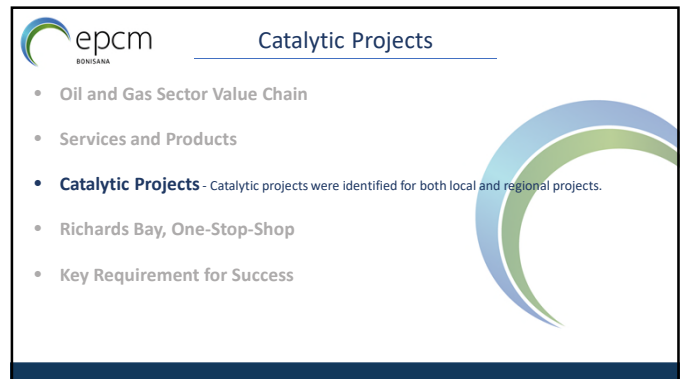 epcm
BONISANA
Catalytic Projects
• Oil and Gas Sector Value Chain
• Services and Products
• Catalytic Projects - Catalytic projects were identified for both local and regional projects.
• Richards Bay, One-Stop-Shop
• Key Requirement for Success